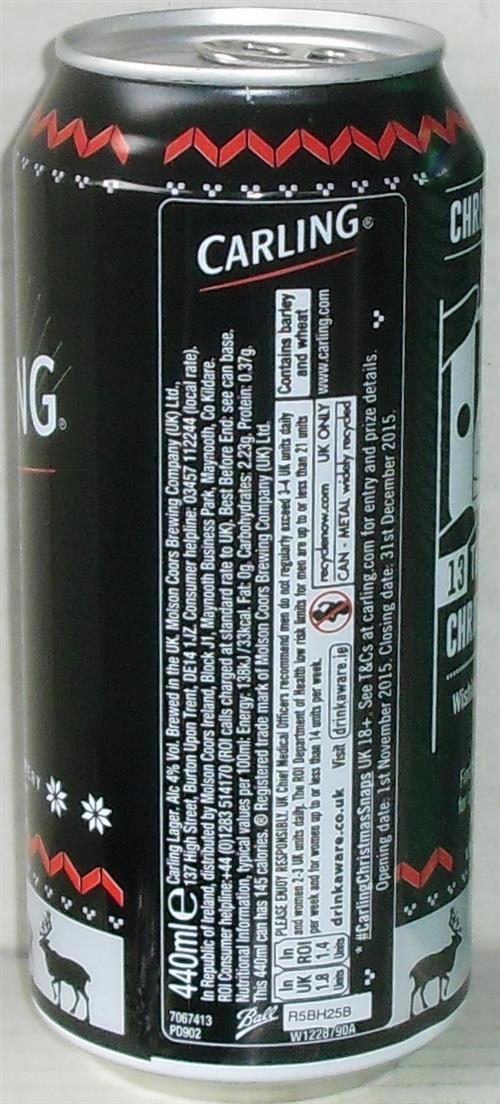 CARLING®
440ml e
Carling Lager. Alc 4% Vol. Brewed in the UK. Molson Coors Brewing Company (UK) Ltd.,
137 High Street, Burton Upon Trent, DE14 1JZ. Consumer helpline: 03457 112244 (local rate).
In Republic of Ireland, distributed by Molson Coors Ireland, Block J1, Maynooth Business Park, Maynooth, Co Kildare.
ROI Consumer helpline:+44 (0)1283 514170 (ROI calls charged at standard rate to UK). Best Before End: see can base.
Nutritional Information, typical values per 100ml: Energy, 138kJ/33kcal. Fat: 0g. Carbohydrates: 2.23g. Protein: 0.37g.
This 440ml can has 145 calories. ® Registered trade mark of Molson Coors Brewing Company (UK) Ltd.
Contains barley
and wheat
www.carling.com
PLEASE ENJOY RESPONSIBLY. UK Chief Medical Officers recommend men do not regularly exceed 3-4 UK units daily
and women 2-3 UK units daily. The ROI Department of Health low risk limits for men are up to or less than 21 units
per week and for women up to or less than 14 units per week.
In UK 1.8 Units
In ROI 1.4 Units
drinkaware.co.uk
Visit drinkaware.ie
recyclenow.com UK ONLY
CAN - METAL widely recycled
* #CarlingChristmasSnaps UK 18+. See T&Cs at carling.com for entry and prize details.
Opening date: 1st November 2015. Closing date: 31st December 2015.
7067413
PD902
Ball
R5BH25B
W1228790A
NG®
CHR
13
CHR